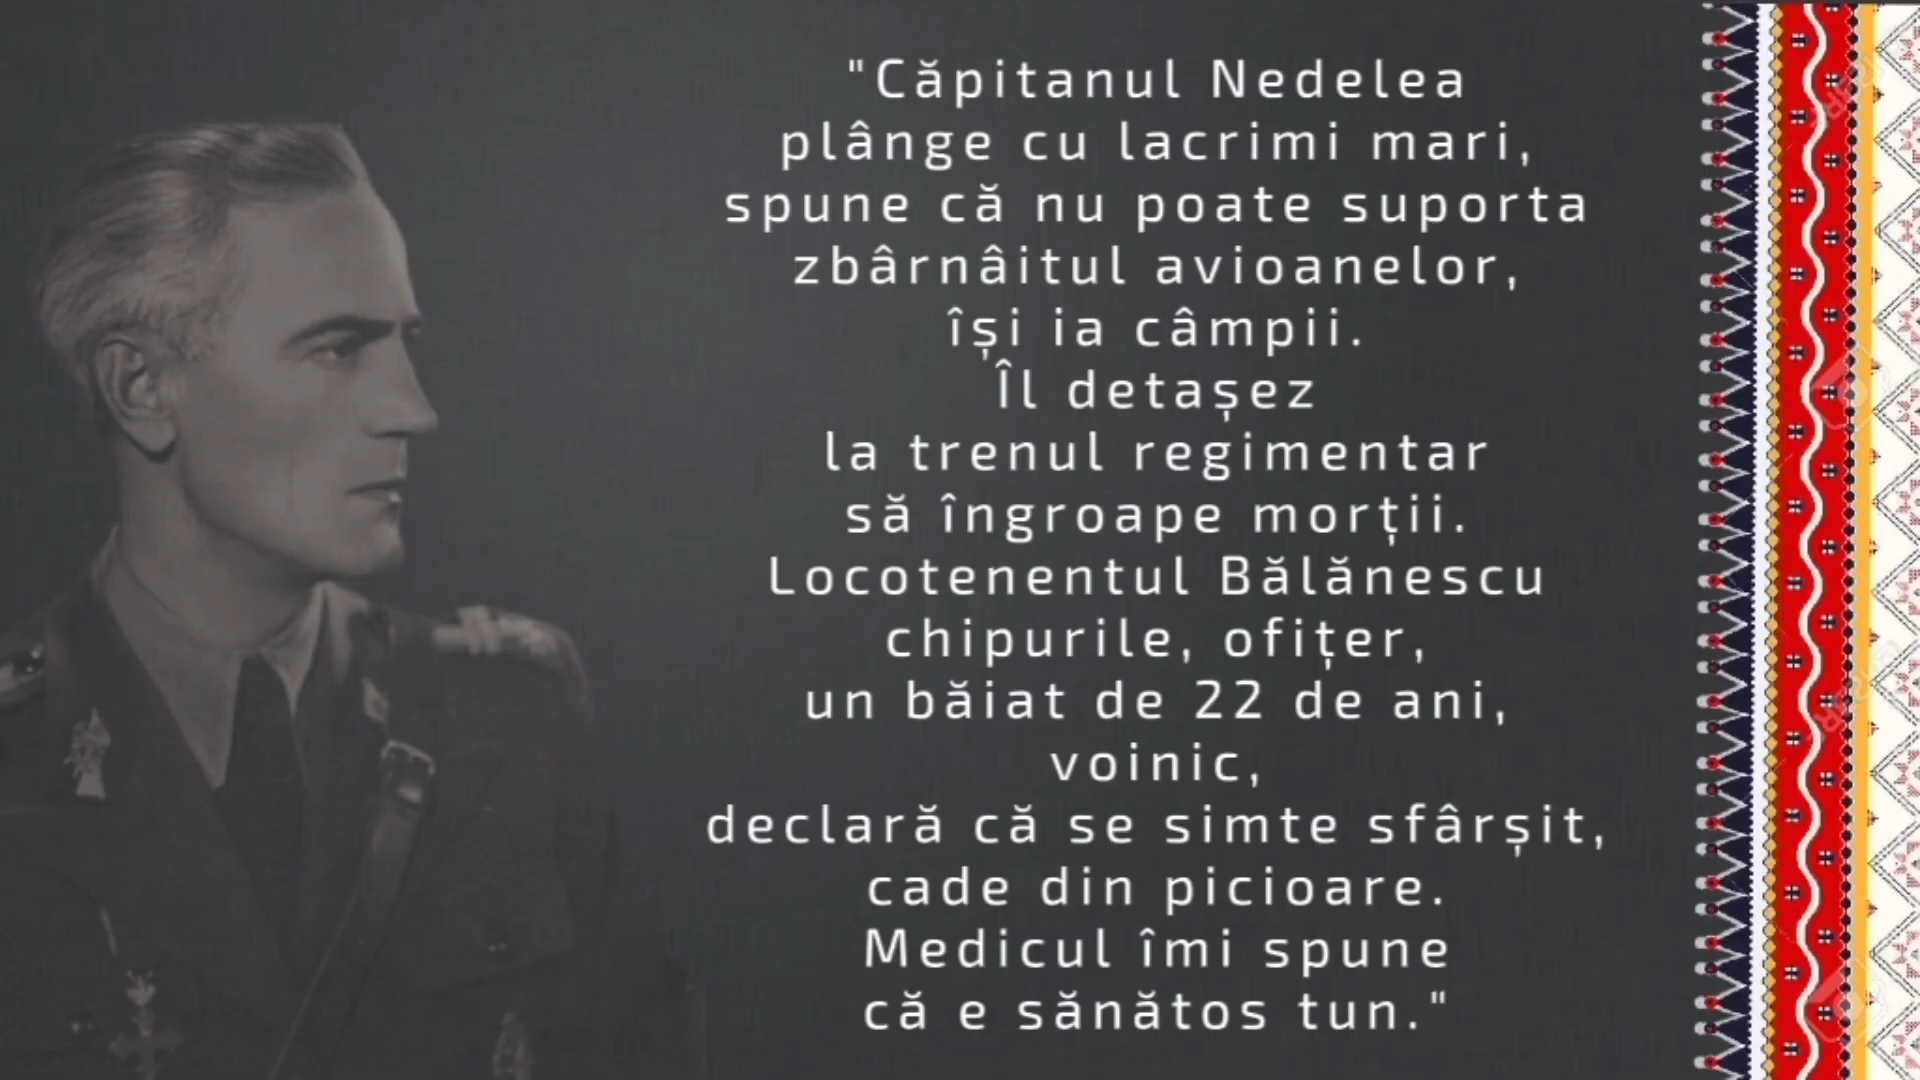 "Căpitanul Nedelea
plânge cu lacrimi mari,
spune că nu poate suporta
zbârnâitul avioanelor,
își ia câmpii.
Îl detașez
la trenul regimentar
să îngroape morții.
Locotenentul Bălănescu
chipurile, ofițer,
un băiat de 22 de ani,
voinic,
declară că se simte sfârșit,
cade din picioare.
Medicul îmi spune
că e sănătos tun."